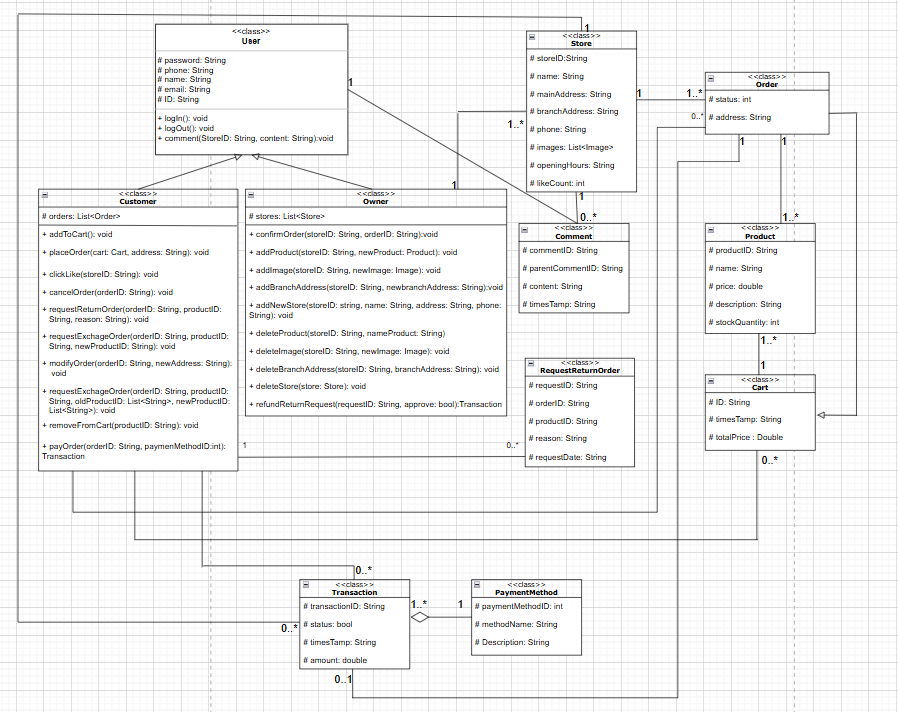 <<class>>
User
# password: String
# phone: String
# name: String
# email: String
# ID: String
+ logIn(): void
+ logOut(): void
+ comment(StoreID: String, content: String):void
1
1
<<class>>
Store
# storeID:String
# name: String
# mainAddress: String
# branchAddress: String
# phone: String
# images: List<Image>
# openingHours: String
# likeCount: int
1
1..*
1..*
0..*
1
1
0..*
<<class>>
Order
# status: int
# address: String
1
1
1..*
<<class>>
Customer
# orders: List<Order>
+ addToCart(): void
+ placeOrder(cart: Cart, address: String): void
+ clickLike(storeID: String): void
+ cancelOrder(orderID: String): void
+ requestReturnOrder(orderID: String, productID:
String, reason: String): void
+ requestExchageOrder(orderID: String, productID:
String, newProductID: String): void
+ modifyOrder(orderID: String, newAddress: String):
void
+ requestExchageOrder(orderID: String, productID:
String, oldProductID: List<String>, newProductID:
List<String>): void
+ removeFromCart(productID: String): void
+ payOrder(orderID: String, paymenMethodID:int):
Transaction
<<class>>
Owner
# stores: List<Store>
+ confirmOrder(storeID: String, orderID: String):void
+ addProduct(storeID: String, newProduct: Product): void
+ addImage(storeID: String, newImage: Image): void
+ addBranchAddress(storeID: String, newbranchAddress: String):void
+ addNewStore(storeID: string, name: String, address: String, phone:
String): void
+ deleteProduct(storeID: String, nameProduct: String)
+ deleteImage(storeID: String, newImage: Image): void
+ deleteBranchAddress(storeID: String, branchAddress: String): void
+ deleteStore(store: Store): void
+ refundReturnRequest(requestID: String, approve: bool):Transaction
<<class>>
Comment
# commentID: String
# parentCommentID: String
# content: String
# timesTamp: String
<<class>>
Product
# productID: String
# name: String
# price: double
# description: String
# stockQuantity: int
1..*
1
<<class>>
RequestReturnOrder
# requestID: String
# orderID: String
# productID: String
# reason: String
# requestDate: String
1
0..*
<<class>>
Cart
# ID: String
# timesTamp: String
# totalPrice : Double
0..*
0..*
<<class>>
Transaction
# transactionID: String
# status: bool
# timesTamp: String
# amount: double
0..*
0..1
1..*
1
<<class>>
PaymentMethod
# paymentMethodID: int
# methodName: String
# Description: String